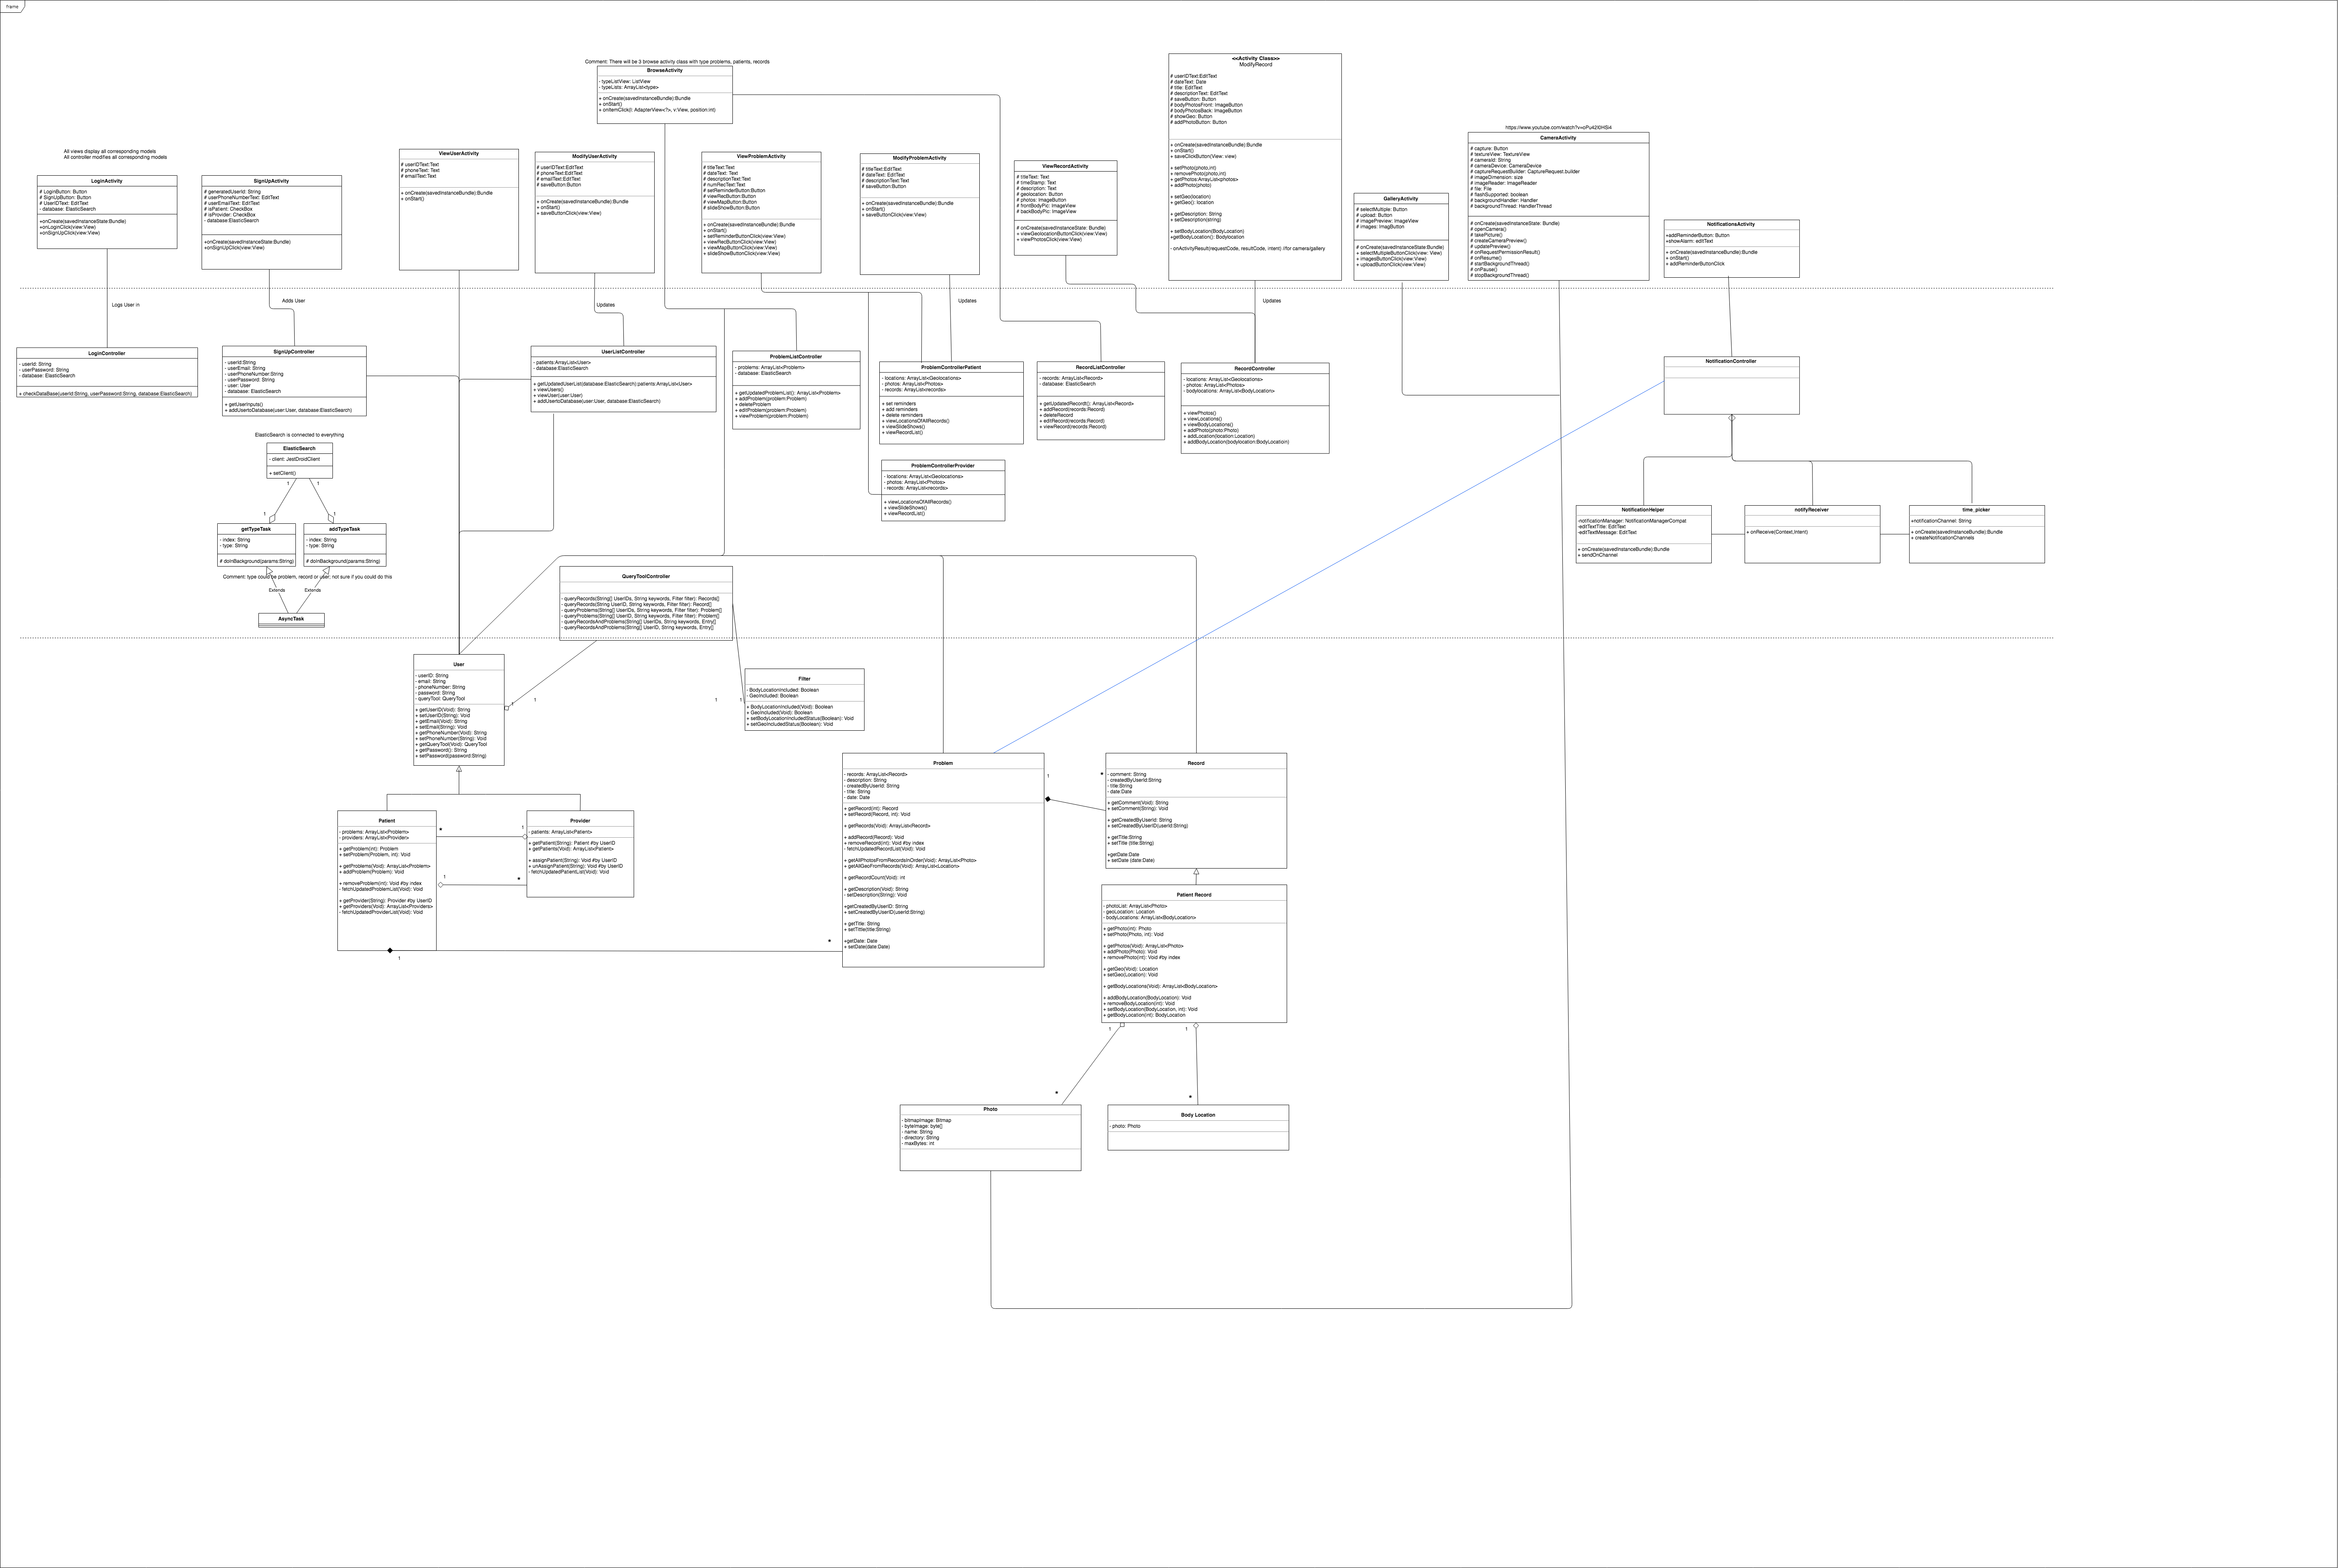 frame
Comment: There will be 3 browse activity class with type problems, patients, records
BrowseActivity
- typeListView: ListView
- typeLists: ArrayList<type>
+ onCreate(savedInstanceBundle):Bundle
+ onStart()
+ onItemClick(l: AdapterView<?>, v:View, position:int)
<<Activity Class>>
ModifyRecord
# userIDText:EditText
# dateText: Date
# title: EditText
# descriptionText: EditText
# saveButton: Button
# bodyPhotosFront: ImageButton
# bodyPhotosBack: ImageButton
# showGeo: Button
# addPhotoButton: Button
+ onCreate(savedInstanceBundle):Bundle
+ onStart()
+ saveClickButton(View: view)
+ setPhoto(photo,int)
+ removePhoto(photo,int)
+ getPhotos:ArrayList<photos>
+ addPhoto(photo)
+ setGeo(location)
+ getGeo(): location
+ getDescription: String
+ setDescription(string)
+ setBodyLocation(BodyLocation)
+getBodyLocation(): Bodylocation
- onActivityResult(requestCode, resultCode, intent) //for camera/gallery
https://www.youtube.com/watch?v=oPu42I0HSi4
CameraActivity
# capture: Button
# textureView: TextureView
# cameraId: String
# cameraDevice: CameraDevice
# captureRequestBuilder: CaptureRequest.builder
# imageDimension: size
# imageReader: ImageReader
# file: File
# flashSupported: boolean
# backgroundHandler: Handler
# backgroundThread: HandlerThread
# onCreate(savedInstanceState: Bundle)
# openCamera()
# takePicture()
# createCameraPreview()
# updatePreview()
# onRequestPermissionResult()
# onResume()
# startBackgroundThread()
# onPause()
# stopBackgroundThread()
All views display all corresponding models
All controller modifies all corresponding models
LoginActivity
# LoginButton: Button
# SignUpButton: Button
# UserIDText: EditText
- database: ElasticSearch
+onCreate(savedInstanceState:Bundle)
+onLoginClick(view:View)
+onSignUpClick(view:View)
SignUpActivity
# generatedUserId: String
# userPhoneNumberText: EditText
# userEmailText: EditText
# isPatient: CheckBox
# isProvider: CheckBox
- database:ElasticSearch
+onCreate(savedInstanceState:Bundle)
+onSignUpClick(view:View)
ViewUserActivity
# userIDText:Text
# phoneText:Text
# emailText:Text
+ onCreate(savedInstanceBundle):Bundle
+ onStart()
ModifyUserActivity
# userIDText:EditText
# phoneText:EditText
# emailText:EditText
# saveButton:Button
+ onCreate(savedInstanceBundle):Bundle
+ onStart()
+ saveButtonClick(view:View)
ViewProblemActivity
# titleText:Text
# dateText: Text
# descriptionText:Text
# numRecText:Text
# setReminderButton:Button
# viewRecButton:Button
# viewMapButton:Button
# slideShowButton:Button
+ onCreate(savedInstanceBundle):Bundle
+ onStart()
+ setReminderButtonClick(view:View)
+ viewRecButtonClick(view:View)
+ viewMapButtonClick(view:View)
+ slideShowButtonClick(view:View)
ModifyProblemActivity
# titleText:EditText
# dateText: EditText
# descriptionText:Text
# saveButton:Button
+ onCreate(savedInstanceBundle):Bundle
+ onStart()
+ saveButtonClick(view:View)
ViewRecordActivity
# titleText: Text
# timeStamp: Text
# description: Text
# geolocation: Button
# photos: ImageButton
# frontBodyPic: ImageView
# backBodyPic: ImageView
# onCreate(savedInstanceState: Bundle)
+ viewGeolocationButtonClick(view:View)
+ viewPhotosClick(view:View)
GalleryActivity
# selectMultiple: Button
# upload: Button
# imagePreview: ImageView
# images: ImagButton
# onCreate(savedInstanceState:Bundle)
+ selectMultipleButtonClick(view: View)
+ imagesButtonClick(view:View)
+ uploadButtonClick(view:View)
NotificationsActivity
+addReminderButton: Button
+showAlarm: editText
+ onCreate(savedInstanceBundle):Bundle
+ onStart()
+ addReminderButtonClick
Logs User in
Adds User
Updates
Updates
Updates
LoginController
- userId: String
- userPassword: String
- database: ElasticSearch
+ checkDataBase(userId:String, userPassword:String, database:ElasticSearch)
SignUpController
- userId:String
- userEmail: String
- userPhoneNumber:String
- userPassword: String
- user: User
- database: ElasticSearch
+ getUserInputs()
+ addUsertoDatabase(user:User, database:ElasticSearch)
UserListController
- patients:ArrayList<User>
- database:ElasticSearch
+ getUpdatedUserList(database:ElasticSearch):patients:ArrayList<User>
+ viewUsers()
+ viewUser(user:User)
+ addUsertoDatabase(user:User, database:ElasticSearch)
ProblemListController
- problems: ArrayList<Problem>
- database: ElasticSearch
+ getUpdatedproblemList(): ArrayList<Problem>
+ addProblem(problem:Problem)
+ deleteProblem
+ editProblem(problem:Problem)
+ viewProblem(problem:Problem)
ProblemControllerPatient
- locations: ArrayList<Geolocations>
- photos: ArrayList<Photos>
- records: ArrayList<records>
+ set reminders
+ add reminders
+ delete reminders
+ viewLocationsOfAllRecords()
+ viewSlideShows()
+ viewRecordList()
RecordListController
- records: ArrayList<Record>
- database: ElasticSearch
+ getUpdatedRecordt(): ArrayList<Record>
+ addRecord(records:Record)
+ deleteRecord
+ editRecord(records:Record)
+ viewRecord(records:Record)
RecordController
- locations: ArrayList<Geolocations>
- photos: ArrayList<Photos>
- bodylocations: ArrayList<BodyLocation>
+ viewPhotos()
+ viewLocations()
+ viewBodyLocations()
+ addPhoto(photo:Photo)
+ addLocation(location:Location)
+ addBodyLocation(bodylocation:BodyLocatioin)
NotificationController
ElasticSearch is connected to everything
ElasticSearch
- client: JestDroidClient
+ setClient()
1
1
1
1
getTypeTask
- index: String
- type: String
# doInBackground(params:String)
addTypeTask
- index: String
- type: String
# doInBackground(params:String)
Comment: type could be problem, record or user; not sure if you could do this
Extends
Extends
AsyncTask
ProblemControllerProvider
- locations: ArrayList<Geolocations>
- photos: ArrayList<Photos>
- records: ArrayList<records>
+ viewLocationsOfAllRecords()
+ viewSlideShows()
+ viewRecordList()
NotificationHelper
-notificationManager: NotificationManagerCompat
-editTextTitle: EditText
-editTextMessage: EditText
+ onCreate(savedInstanceBundle):Bundle
+ sendOnChannel
notifyReceiver
+ onReceive(Context,Intent)
time_picker
+notificationChannel: String
+ onCreate(savedInstanceBundle):Bundle
+ createNotificationChannels
QueryToolController
- queryRecords(String[] UserIDs, String keywords, Filter filter): Records[]
- queryRecords(String UserID, String keywords, Filter filter): Record[]
- queryProblems(String[] UserIDs, String keywords, Filter filter): Problem[]
- queryProblems(String[] UserID, String keywords, Filter filter): Problem[]
- queryRecordsAndProblems(String[] UserIDs, String keywords, Entry[]
- queryRecordsAndProblems(String[] UserID, String keywords, Entry[]
User
- userID: String
- email: String
- phoneNumber: String
- password: String
- queryTool: QueryTool
+ getUserID(Void): String
+ setUserID(String): Void
+ getEmail(Void): String
+ setEmail(String): Void
+ getPhoneNumber(Void): String
+ setPhoneNumber(String): Void
+ getQueryTool(Void): QueryTool
+ getPassword(): String
+ setPassword(password:String)
1
1
1
1
Filter
- BodyLocationIncluded: Boolean
- GeoIncluded: Boolean
+ BodyLocationIncluded(Void): Boolean
+ GeoIncluded(Void): Boolean
+ setBodyLocationIncludedStatus(Boolean): Void
+ setGeoIncludedStatus(Boolean): Void
Patient
- problems: ArrayList<Problem>
- providers: ArrayList<Provider>
+ getProblem(int): Problem
+ setProblem(Problem, int): Void
+ getProblems(Void): ArrayList<Problem>
+ addProblem(Problem): Void
+ removeProblem(int): Void #by index
- fetchUpdatedProblemList(Void): Void
+ getProvider(String): Provider #by UserID
+ getProviders(Void): ArrayList<Providers>
- fetchUpdatedProviderList(Void): Void
*
1
1
*
Provider
- patients: ArrayList<Patient>
+ getPatient(String): Patient #by UserID
+ getPatients(Void): ArrayList<Patient>
+ assignPatient(String): Void #by UserID
+ unAssignPatient(String): Void #by UserID
- fetchUpdatedPatientList(Void): Void
1
*
Problem
- records: ArrayList<Record>
- description: String
- createdByUserId: String
- title: String
- date: Date
+ getRecord(int): Record
+ setRecord(Record, int): Void
+ getRecords(Void): ArrayList<Record>
+ addRecord(Record): Void
+ removeRecord(int): Void #by index
- fetchUpdatedRecordList(Void): Void
+ getAllPhotosFromRecordsInOrder(Void): ArrayList<Photo>
+ getAllGeoFromRecords(Void): ArrayList<Location>
+ getRecordCount(Void): int
+ getDescription(Void): String
- setDescription(String): Void
+getCreatedByUserID: String
+ setCreatedByUserID(userId:String)
+ getTitle: String
+ setTittle(title:String)
+getDate: Date
+ setDate(date:Date)
1
*
Record
- comment: String
- createdByUserId:String
- title:String
- date:Date
+ getComment(Void): String
+ setComment(String): Void
+ getCreatedByUserId: String
+ setCreatedByUserID(userId:String)
+ getTitle:String
+ setTitle (title:String)
+getDate:Date
+ setDate (date:Date)
Patient Record
- photoList: ArrayList<Photo>
- geoLocation: Location
- bodyLocations: ArrayList<BodyLocation>
+ getPhoto(int): Photo
+ setPhoto(Photo, int): Void
+ getPhotos(Void): ArrayList<Photo>
+ addPhoto(Photo): Void
+ removePhoto(int): Void #by index
+ getGeo(Void): Location
+ setGeo(Location): Void
+ getBodyLocations(Void): ArrayList<BodyLocation>
+ addBodyLocation(BodyLocation): Void
+ removeBodyLocation(int): Void
+ setBodyLocation(BodyLocation, int): Void
+ getBodyLocation(int): BodyLocation
1
1
*
*
Photo
- bitmapImage: Bitmap
- byteImage: byte[]
- name: String
- directory: String
- maxBytes: int
Body Location
- photo: Photo